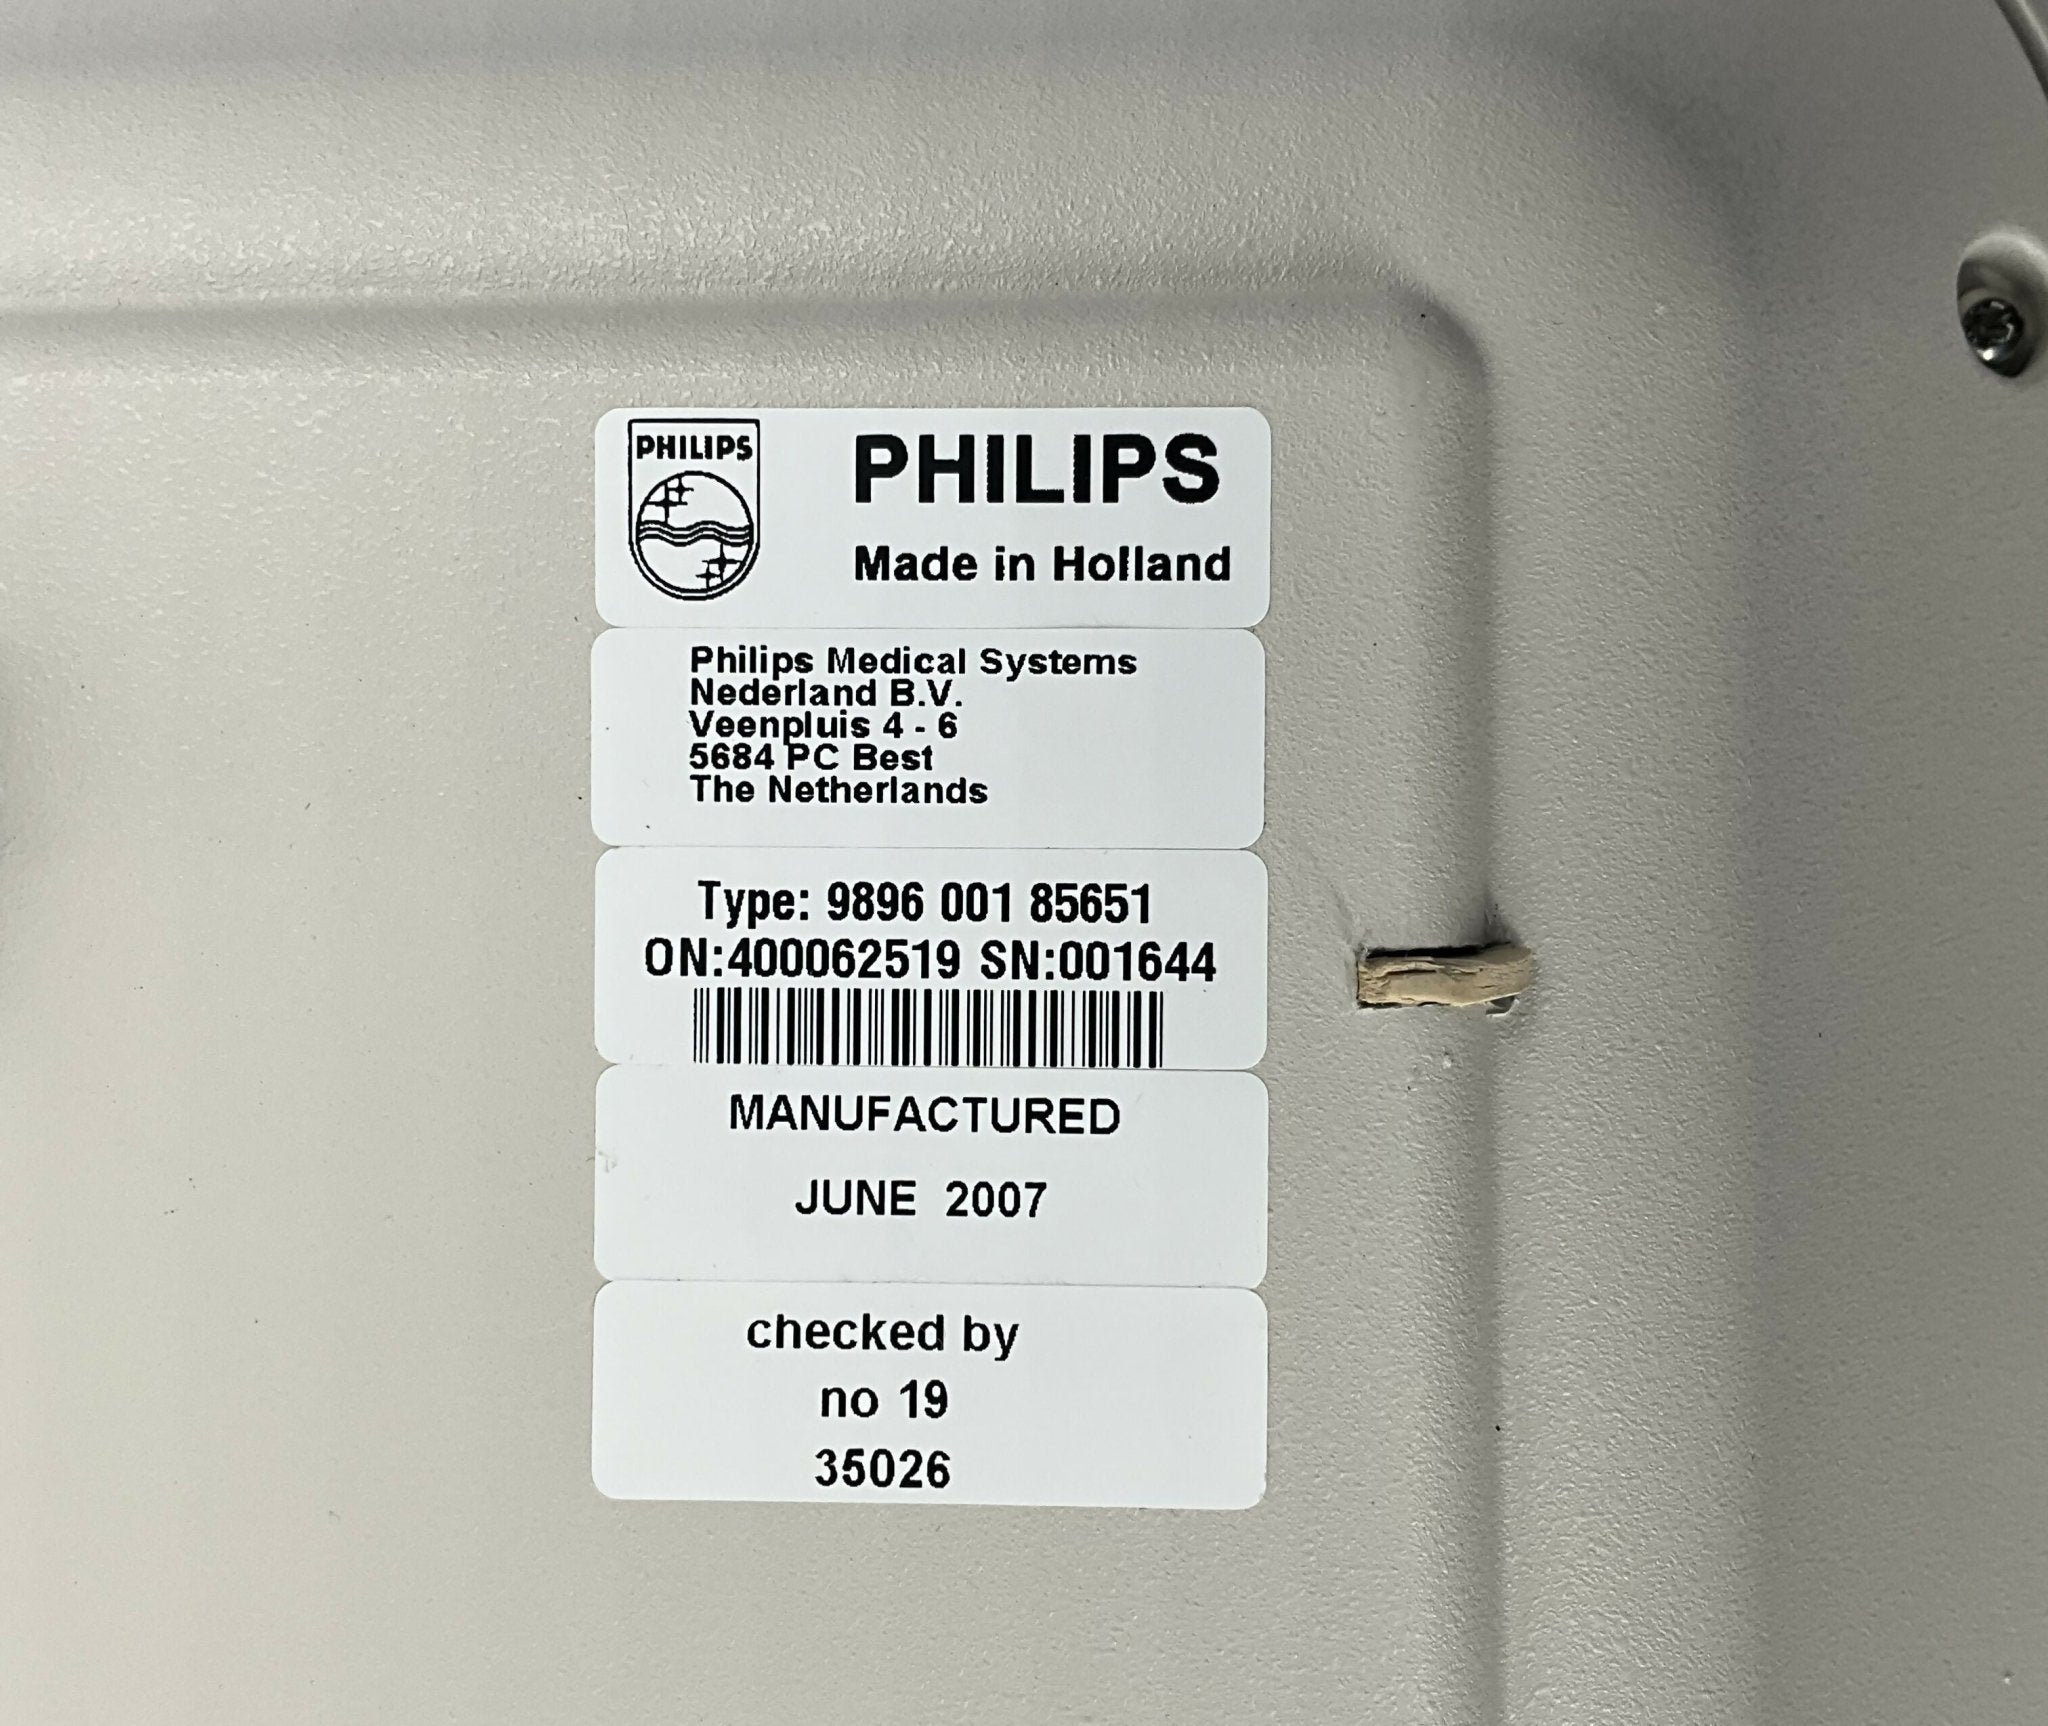 PHILIPS
PHILIPS
Made in Holland
Philips Medical Systems
Nederland B.V.
Veenpluis 4 - 6
5684 PC Best
The Netherlands
Type: 9896 001 85651
ON:400062519 SN:001644
MANUFACTURED
JUNE 2007
checked by
no 19
35026